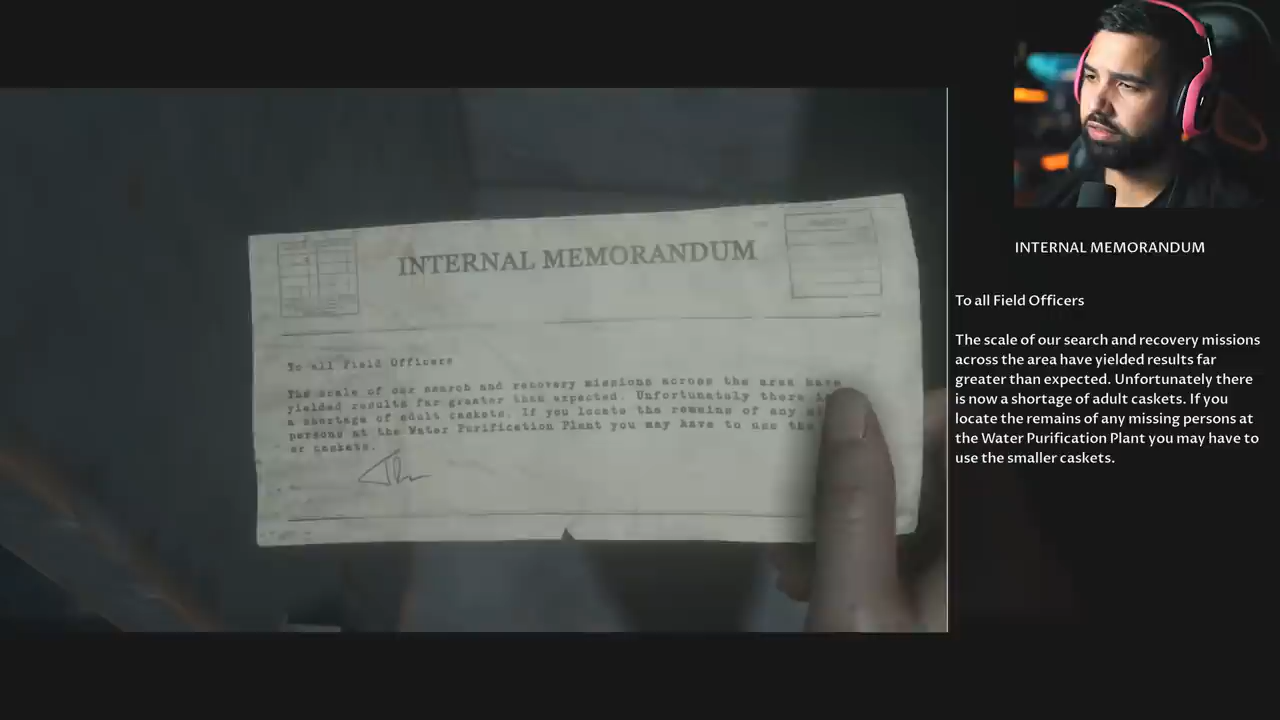 INTERNAL MEMORANDUM
To all Field Officers
The scale of our search and recovery missions across the area have
yielded results far greater than expected. Unfortunately there
a shortage of adult caskets. If you locate the remains of any
persons at the Water Purification Plant you may have to use the
er caskets.
INTERNAL MEMORANDUM
To all Field Officers
The scale of our search and recovery missions
across the area have yielded results far
greater than expected. Unfortunately there
is now a shortage of adult caskets. If you
locate the remains of any missing persons at
the Water Purification Plant you may have to
use the smaller caskets.